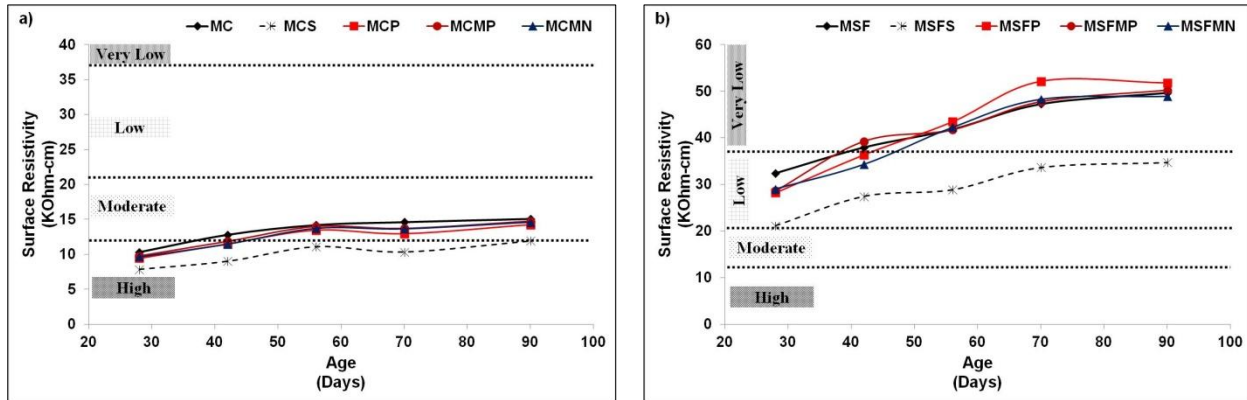 a)
MC MCS MCP MCMP MCMN
40
35
30
25
20
15
10
5
0
Surface Resistivity
(KOhm-cm)
Very Low
Low
Moderate
High
20 30 40 50 60 70 80 90 100
Age
(Days)
b)
MSF MSFS MSFP MSFMP MSFMN
60
50
40
30
20
10
0
Surface Resistivity
(KOhm-cm)
Very Low
Low
Moderate
High
20 30 40 50 60 70 80 90 100
Age
(Days)